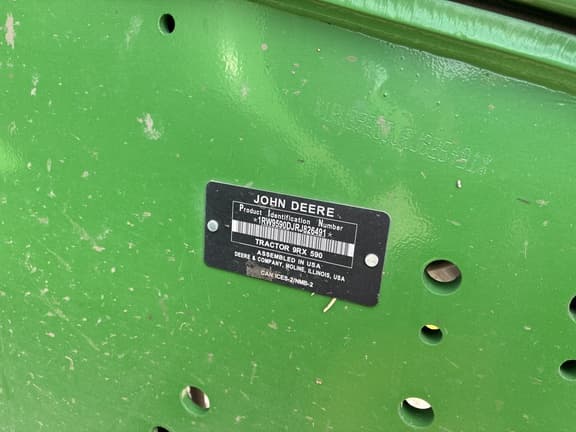 JOHN DEERE
Product Identification Number
*1RW9590DJRJ826491*
TRACTOR 9RX 590
ASSEMBLED IN USA
DEERE & COMPANY, MOLINE, ILLINOIS, USA
CAN ICES-2/NMB-2